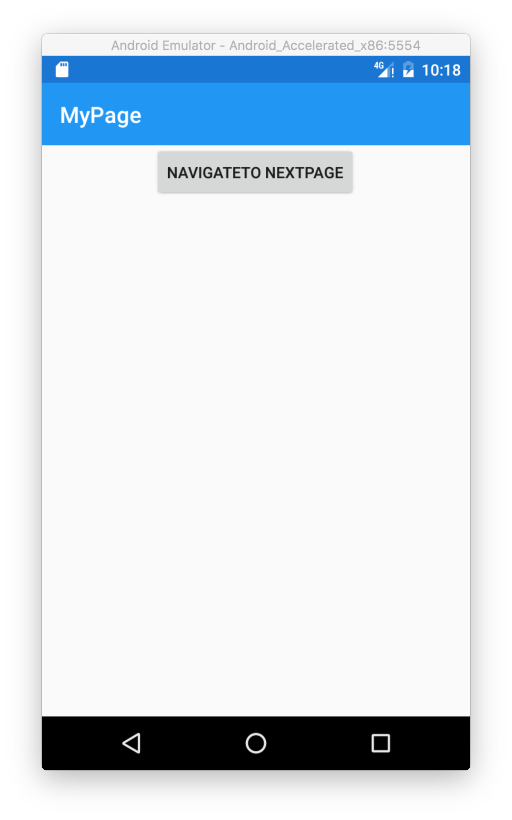 Android Emulator - Android_Accelerated_x86:5554
4G 10:18
MyPage
NAVIGATETO NEXTPAGE